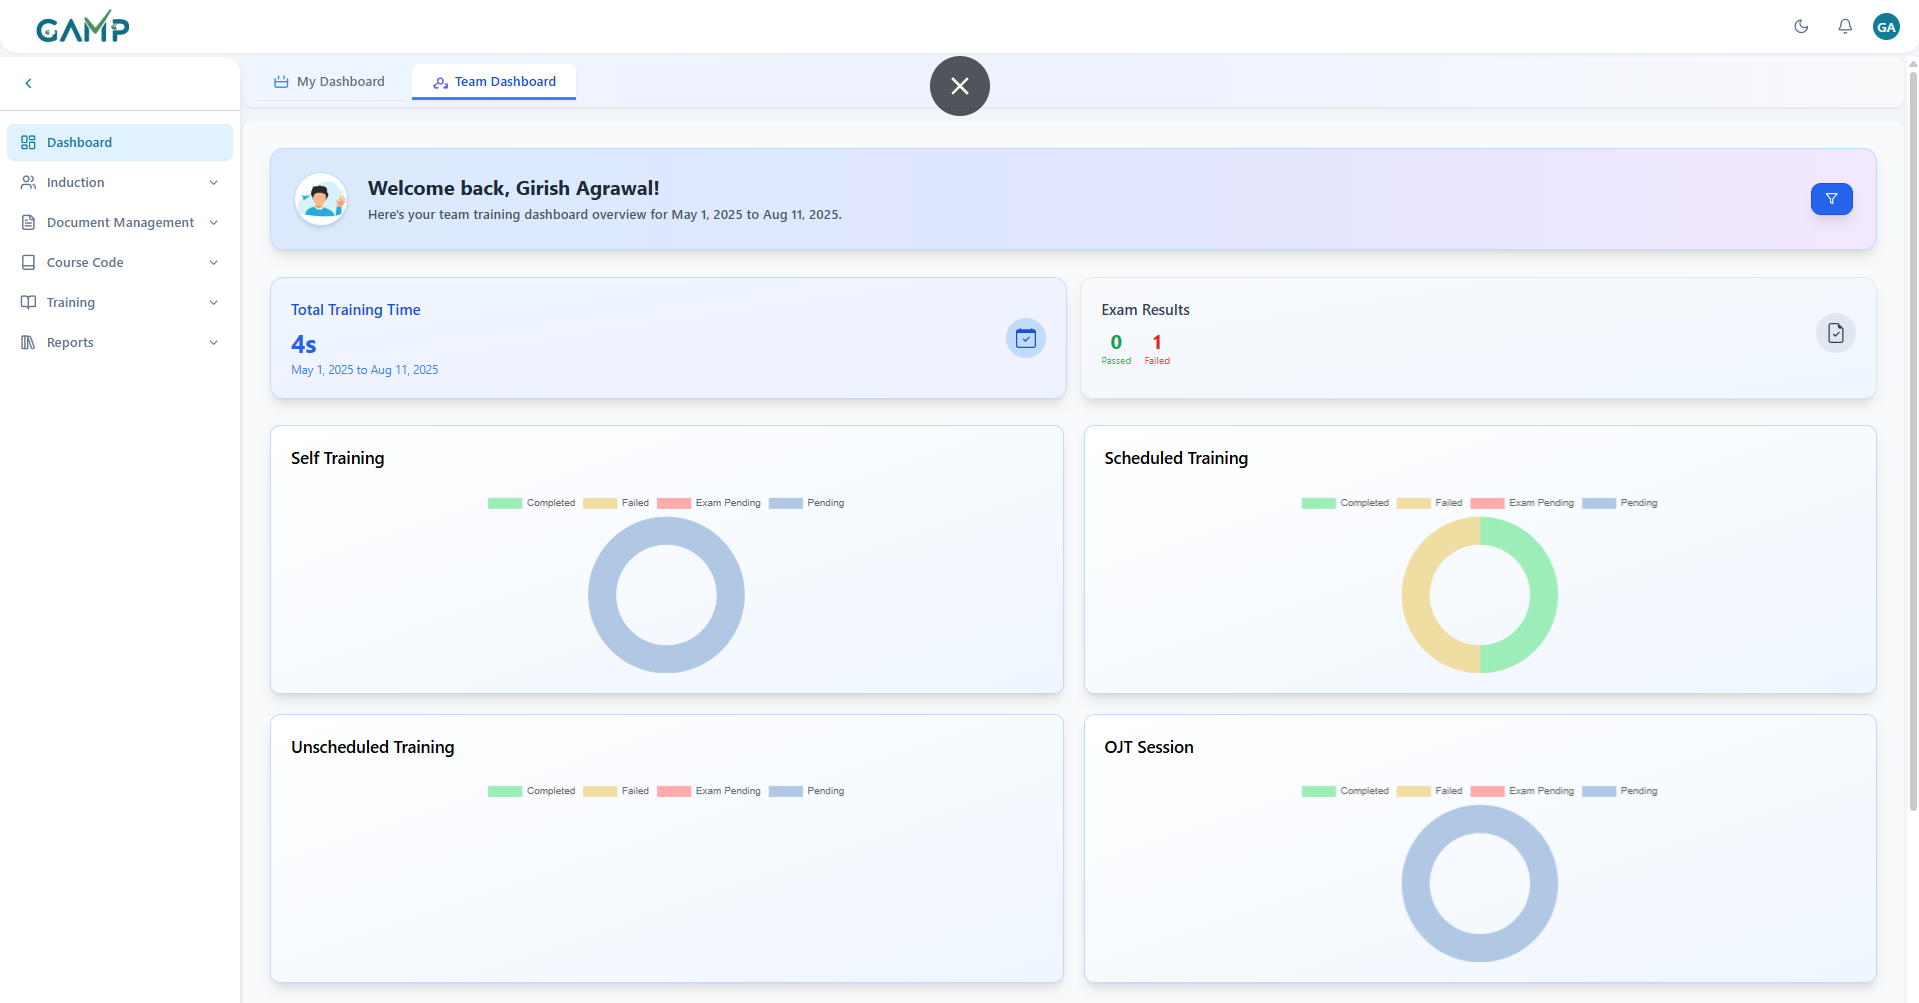 GAMP
GA
My Dashboard
Team Dashboard
Dashboard
Induction
Document Management
Course Code
Training
Reports
Welcome back, Girish Agrawal!
Here's your team training dashboard overview for May 1, 2025 to Aug 11, 2025.
Total Training Time
4s
May 1, 2025 to Aug 11, 2025
Exam Results
0 1
Passed Failed
Self Training
Completed Failed Exam Pending Pending
Scheduled Training
Completed Failed Exam Pending Pending
Unscheduled Training
Completed Failed Exam Pending Pending
OJT Session
Completed Failed Exam Pending Pending